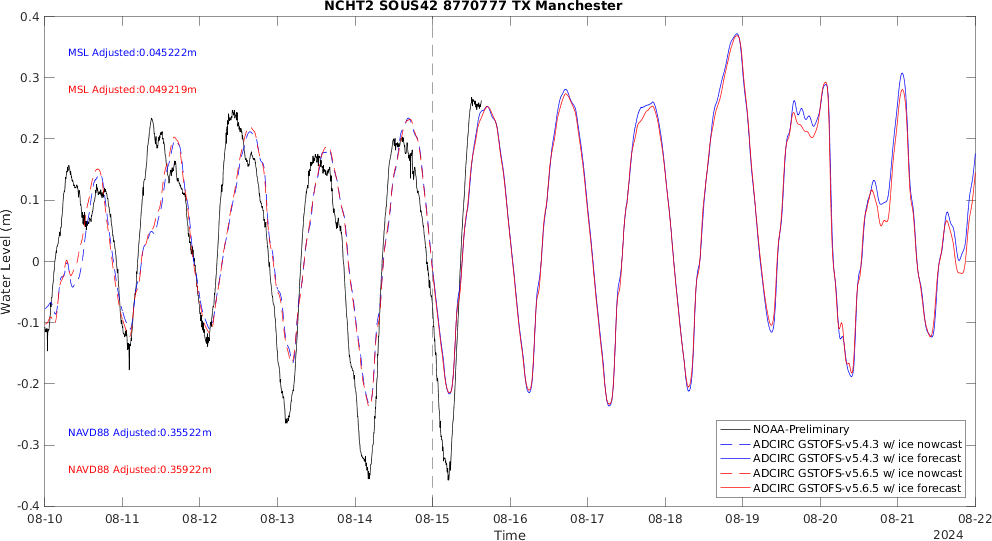 NCHT2 SOUS42 8770777 TX Manchester
0.4
0.3
0.2
0.1
0
-0.1
-0.2
-0.3
-0.4
Water Level (m)
MSL Adjusted:0.045222m
MSL Adjusted:0.049219m
NAVD88 Adjusted:0.35522m
NAVD88 Adjusted:0.35922m
NOAA-Preliminary
ADCIRC GSTOFS-v5.4.3 w/ ice nowcast
ADCIRC GSTOFS-v5.4.3 w/ ice forecast
ADCIRC GSTOFS-v5.6.5 w/ ice nowcast
ADCIRC GSTOFS-v5.6.5 w/ ice forecast
08-10 08-11 08-12 08-13 08-14 08-15 08-16 08-17 08-18 08-19 08-20 08-21 08-22
Time
2024